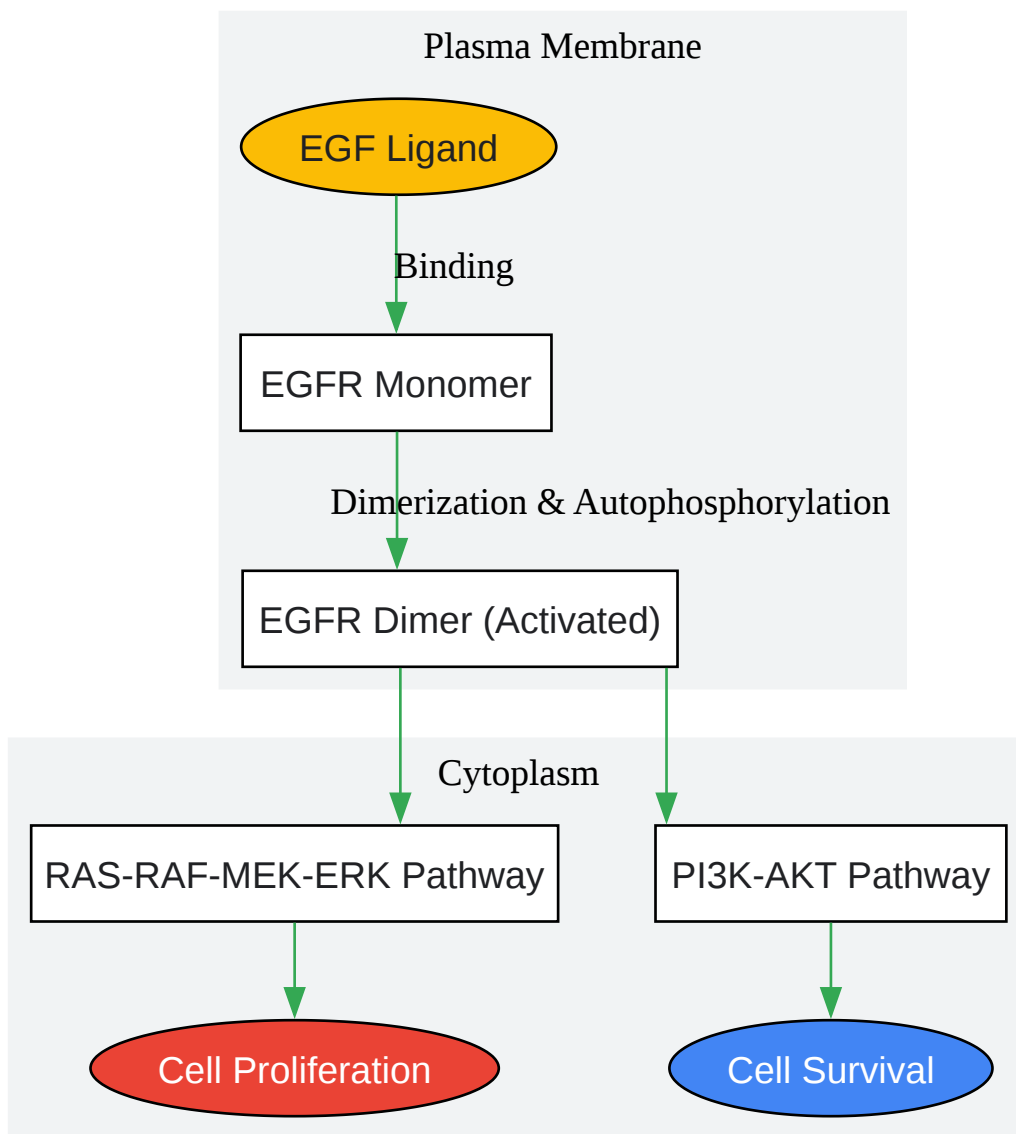 Plasma Membrane
EGF Ligand
Binding
EGFR Monomer
Dimerization & Autophosphorylation
EGFR Dimer (Activated)
Cytoplasm
RAS-RAF-MEK-ERK Pathway
PI3K-AKT Pathway
Cell Proliferation
Cell Survival